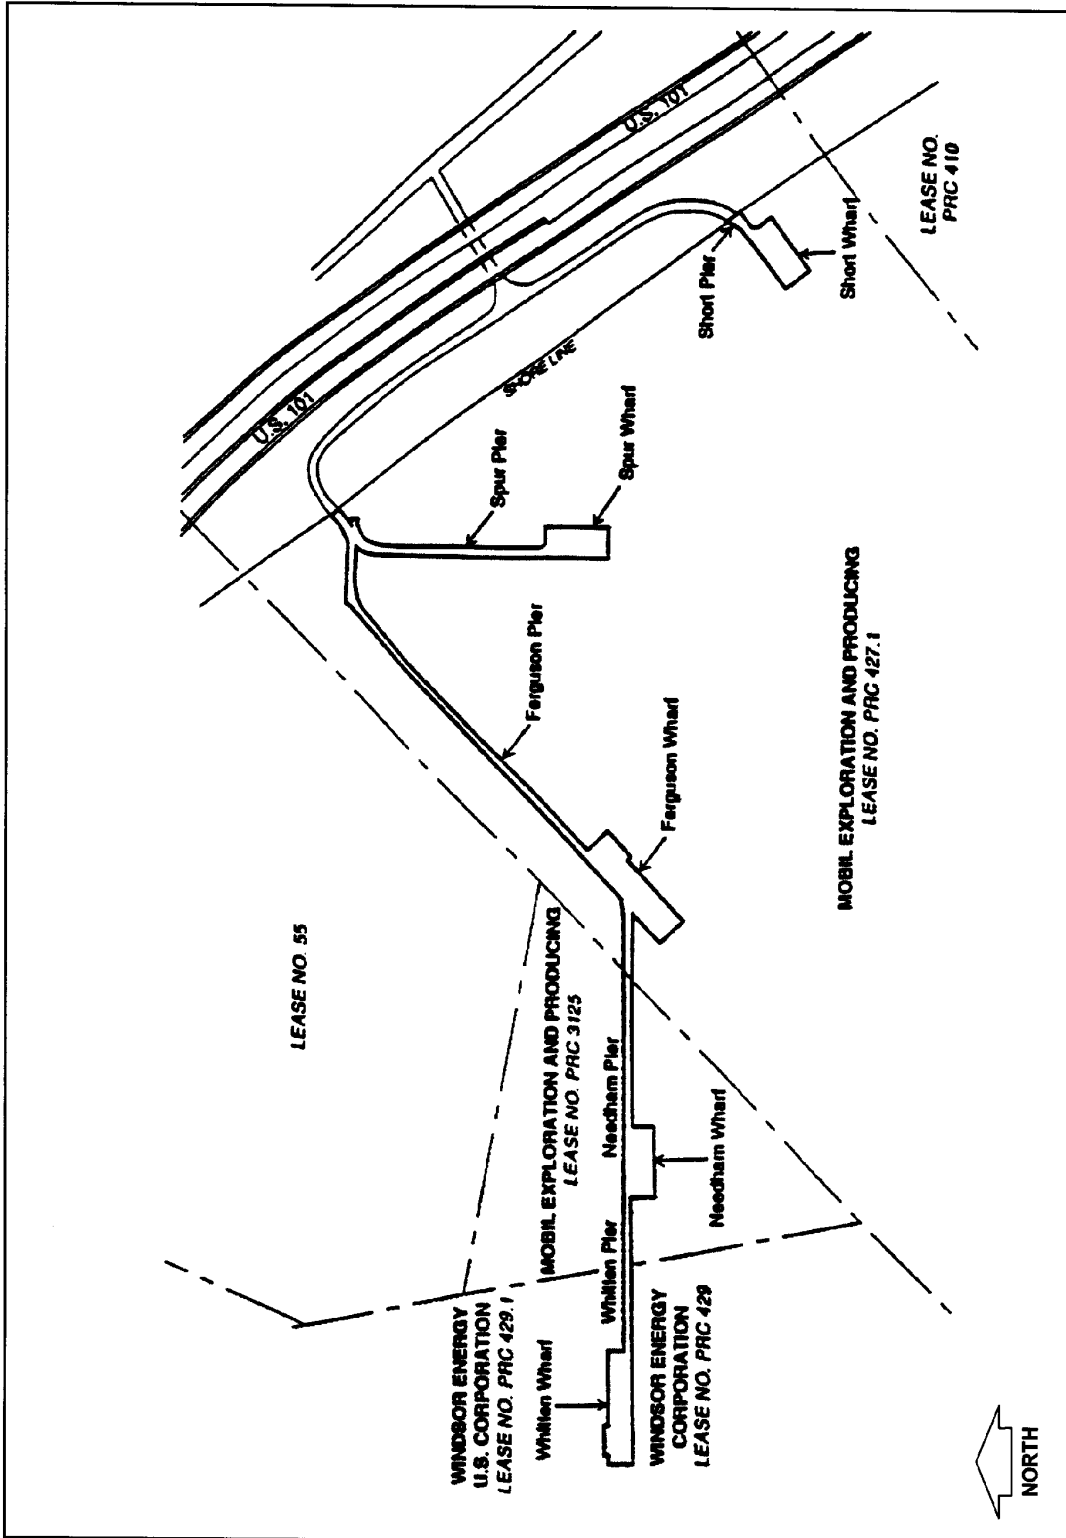 U.S. 101
U.S. 101
LEASE NO.
PRC 410
Short Wharf
Short Pier
SHORE LINE
Spur Wharf
Spur Pier
Ferguson Pier
Ferguson Wharf
MOBIL EXPLORATION AND PRODUCING
LEASE NO. PRC 427.1
LEASE NO. 55
MOBIL EXPLORATION AND PRODUCING
LEASE NO. PRC 3125
Needham Pier
Needham Wharf
Whitten Pier
WINDSOR ENERGY
U.S. CORPORATION
LEASE NO. PRC 429.1
Whitten Wharf
WINDSOR ENERGY
CORPORATION
LEASE NO. PRC 429
NORTH